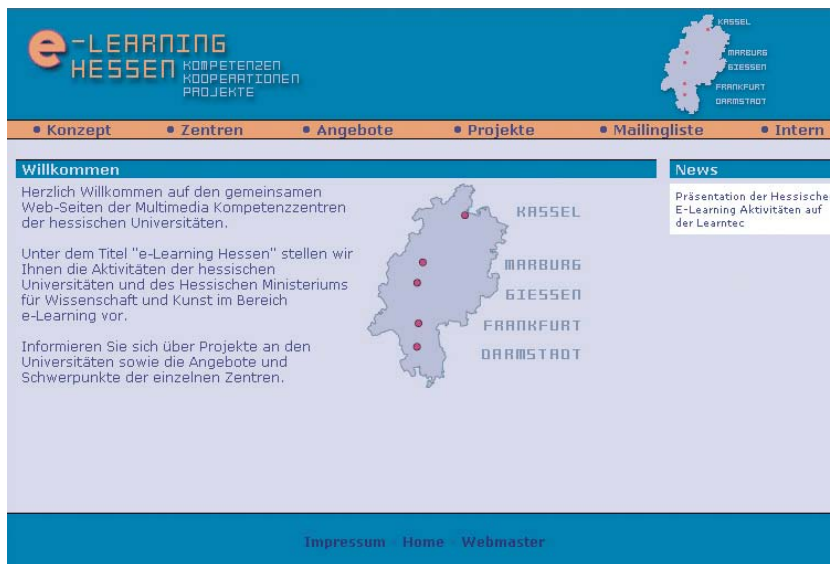 e-LEARNING
HESSEN
KOMPETENZEN
KOOPERATIONEN
PROJEKTE
KASSEL
MARBURG
GIESSEN
FRANKFURT
DARMSTADT
• Konzept • Zentren • Angebote • Projekte • Mailingliste • Intern
Willkommen
Herzlich Willkommen auf den gemeinsamen
Web-Seiten der Multimedia Kompetenzzentren
der hessischen Universitäten.
Unter dem Titel "e-Learning Hessen" stellen wir
Ihnen die Aktivitäten der hessischen
Universitäten und des Hessischen Ministeriums
für Wissenschaft und Kunst im Bereich
e-Learning vor.
Informieren Sie sich über Projekte an den
Universitäten sowie die Angebote und
Schwerpunkte der einzelnen Zentren.
KASSEL
MARBURG
GIESSEN
FRANKFURT
DARMSTADT
News
Präsentation der Hessische
E-Learning Aktivitäten auf
der Learntec
Impressum - Home - Webmaster